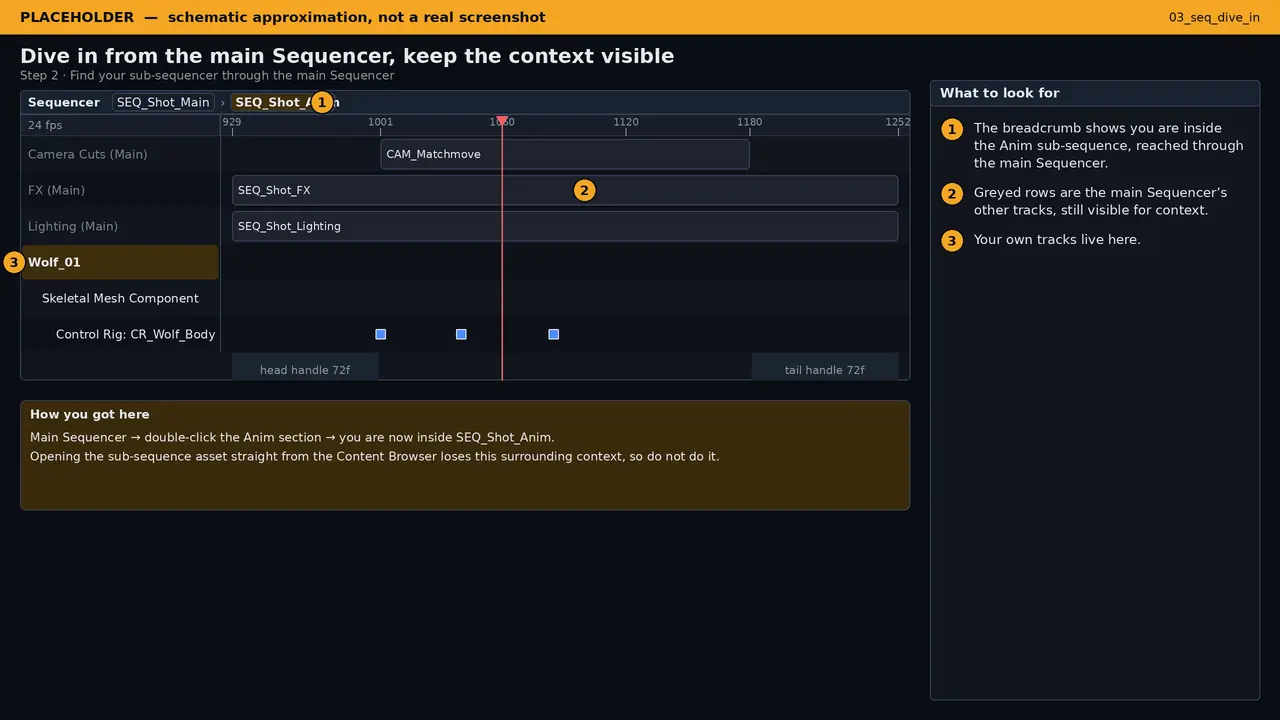 PLACEHOLDER — schematic approximation, not a real screenshot
03_seq_dive_in
Dive in from the main Sequencer, keep the context visible
Step 2 · Find your sub-sequencer through the main Sequencer
Sequencer SEQ_Shot_Main › SEQ_Shot_A 1 m
24 fps
929 1001 1060 1120 1180 1252
Camera Cuts (Main)
CAM_Matchmove
FX (Main)
SEQ_Shot_FX
2
Lighting (Main)
SEQ_Shot_Lighting
3 Wolf_01
Skeletal Mesh Component
Control Rig: CR_Wolf_Body
head handle 72f
tail handle 72f
How you got here
Main Sequencer → double-click the Anim section → you are now inside SEQ_Shot_Anim.
Opening the sub-sequence asset straight from the Content Browser loses this surrounding context, so do not do it.
What to look for
1 The breadcrumb shows you are inside
the Anim sub-sequence, reached through
the main Sequencer.
2 Greyed rows are the main Sequencer’s
other tracks, still visible for context.
3 Your own tracks live here.